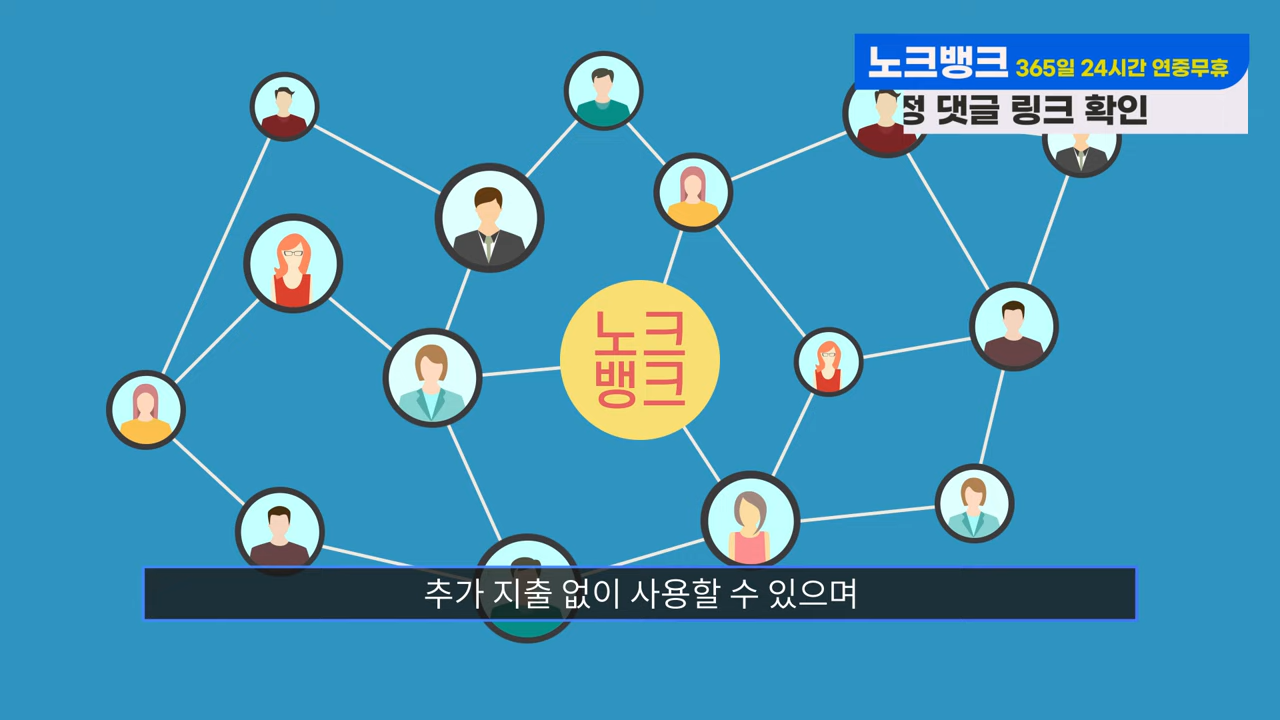 노크뱅크 365일 24시간 연중무휴
정 댓글 링크 확인
노크
뱅크
추가 지출 없이 사용할 수 있으며